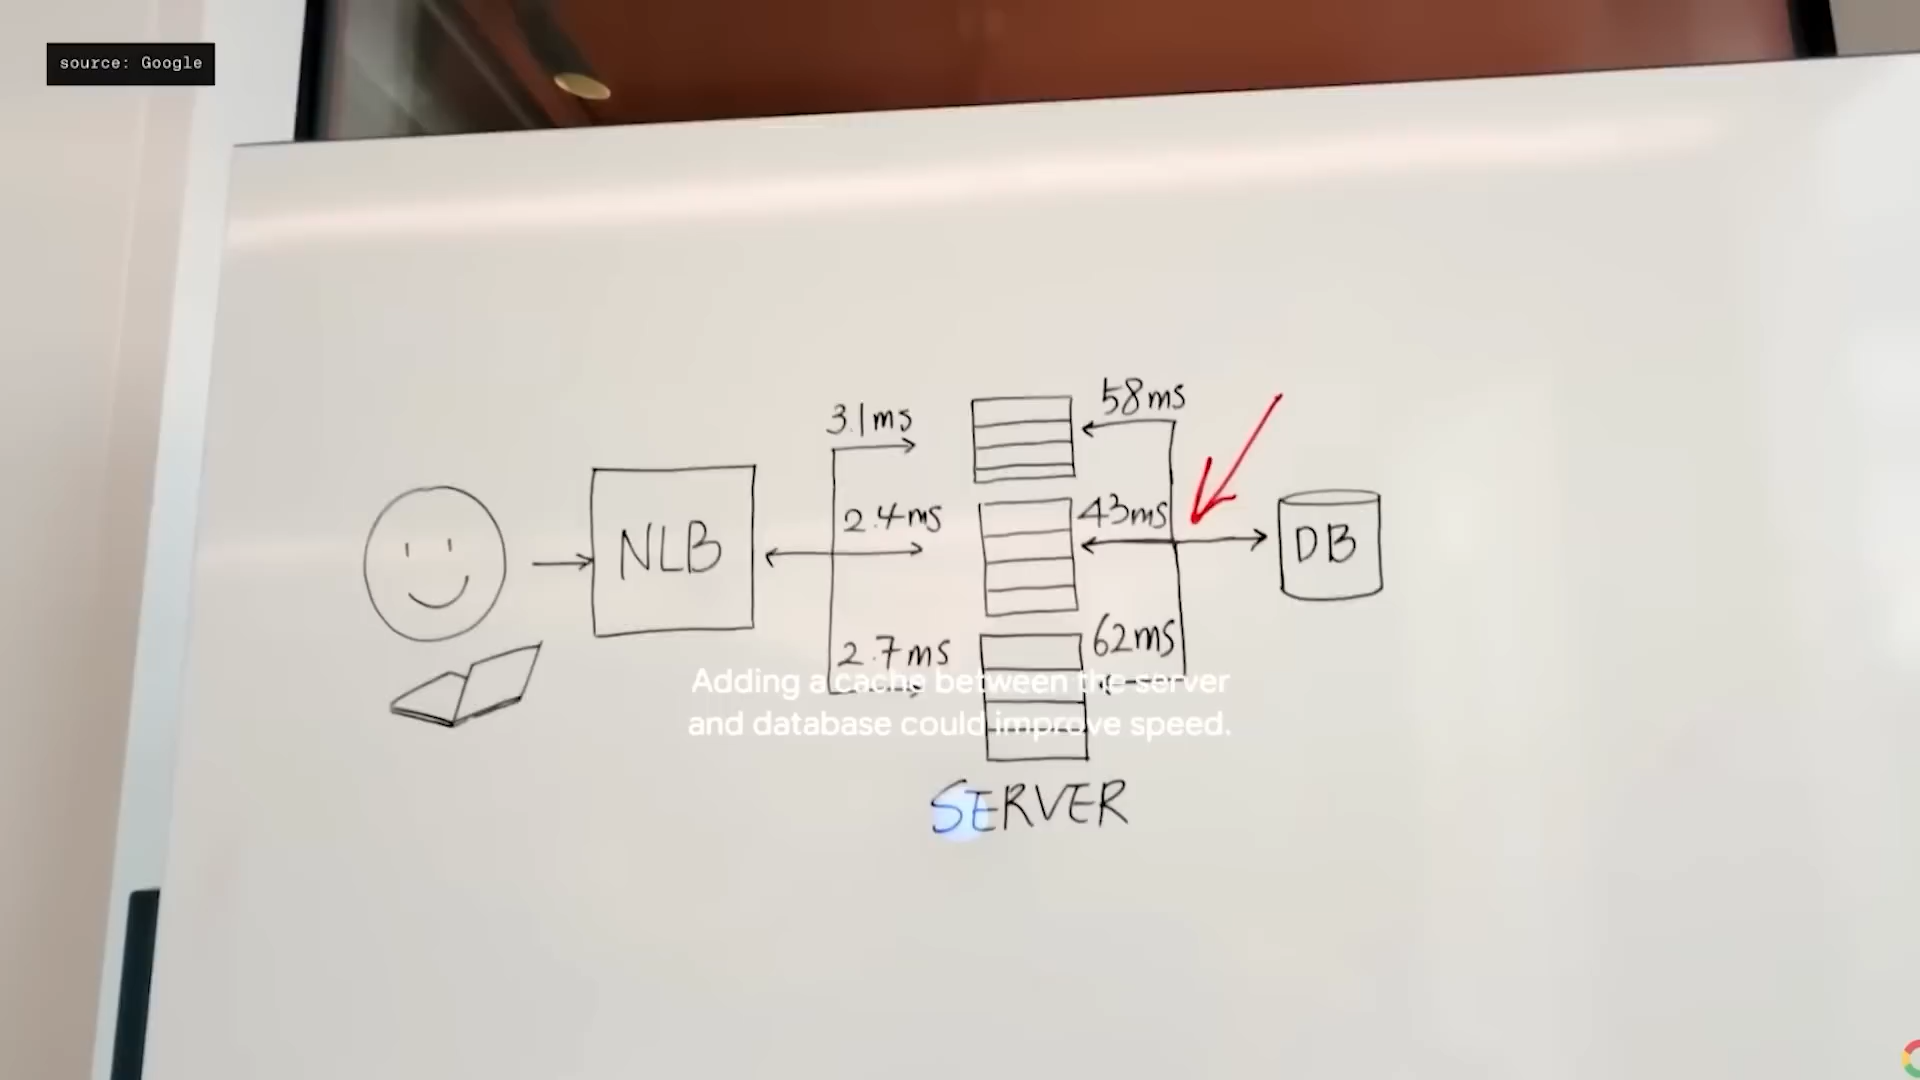 source: Google
3.1ms
58ms
2.4ms
43ms
NLB
DB
2.7ms
62ms
Adding a cache between the server
and database could improve speed.
SERVER